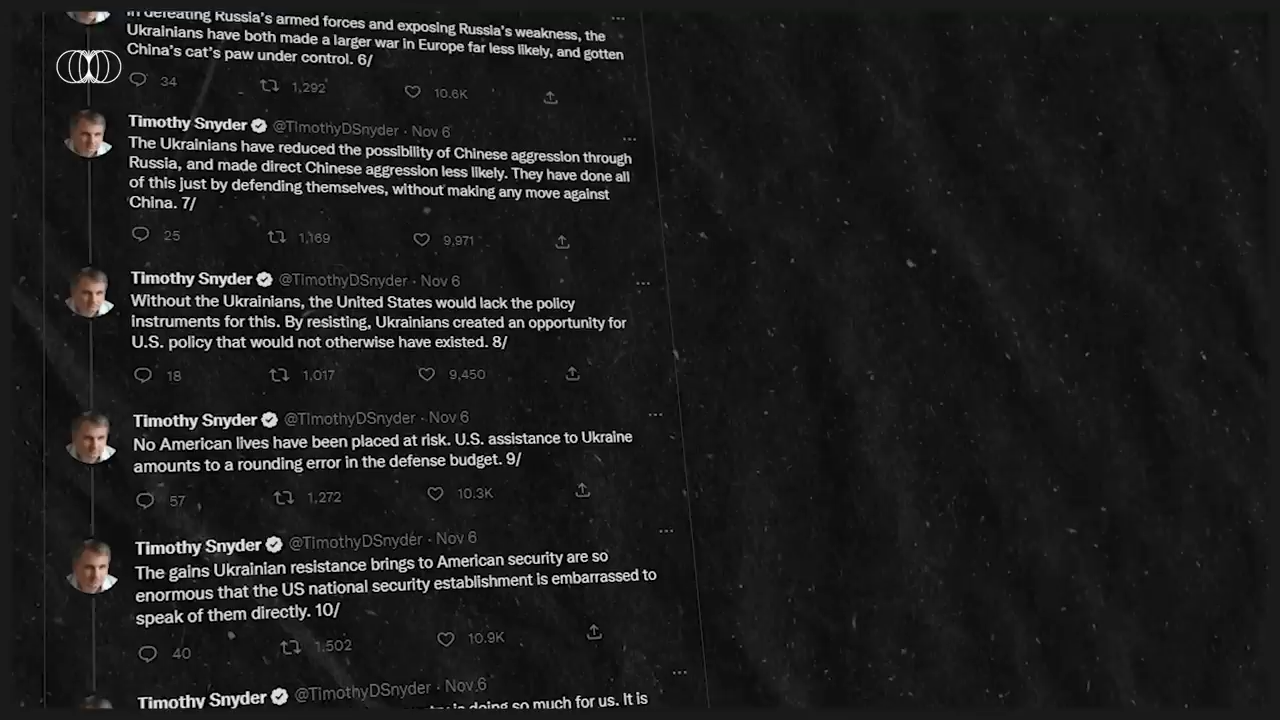 In defeating Russia's armed forces and exposing Russia's weakness, the
Ukrainians have both made a larger war in Europe far less likely, and gotten
China's cat's paw under control. 6/
34 1,292 10.6K
Timothy Snyder @TimothyDSnyder · Nov 6
The Ukrainians have reduced the possibility of Chinese aggression through
Russia, and made direct Chinese aggression less likely. They have done all
of this just by defending themselves, without making any move against
China. 7/
25 1,169 9,971
Timothy Snyder @TimothyDSnyder · Nov 6
Without the Ukrainians, the United States would lack the policy
instruments for this. By resisting, Ukrainians created an opportunity for
U.S. policy that would not otherwise have existed. 8/
18 1,017 9,450
Timothy Snyder @TimothyDSnyder · Nov 6
No American lives have been placed at risk. U.S. assistance to Ukraine
amounts to a rounding error in the defense budget. 9/
57 1,272 10.3K
Timothy Snyder @TimothyDSnyder · Nov 6
The gains Ukrainian resistance brings to American security are so
enormous that the US national security establishment is embarrassed to
speak of them directly. 10/
40 1,502 10.9K
Timothy Snyder @TimothyDSnyder · Nov 6
is doing so much for us. It is